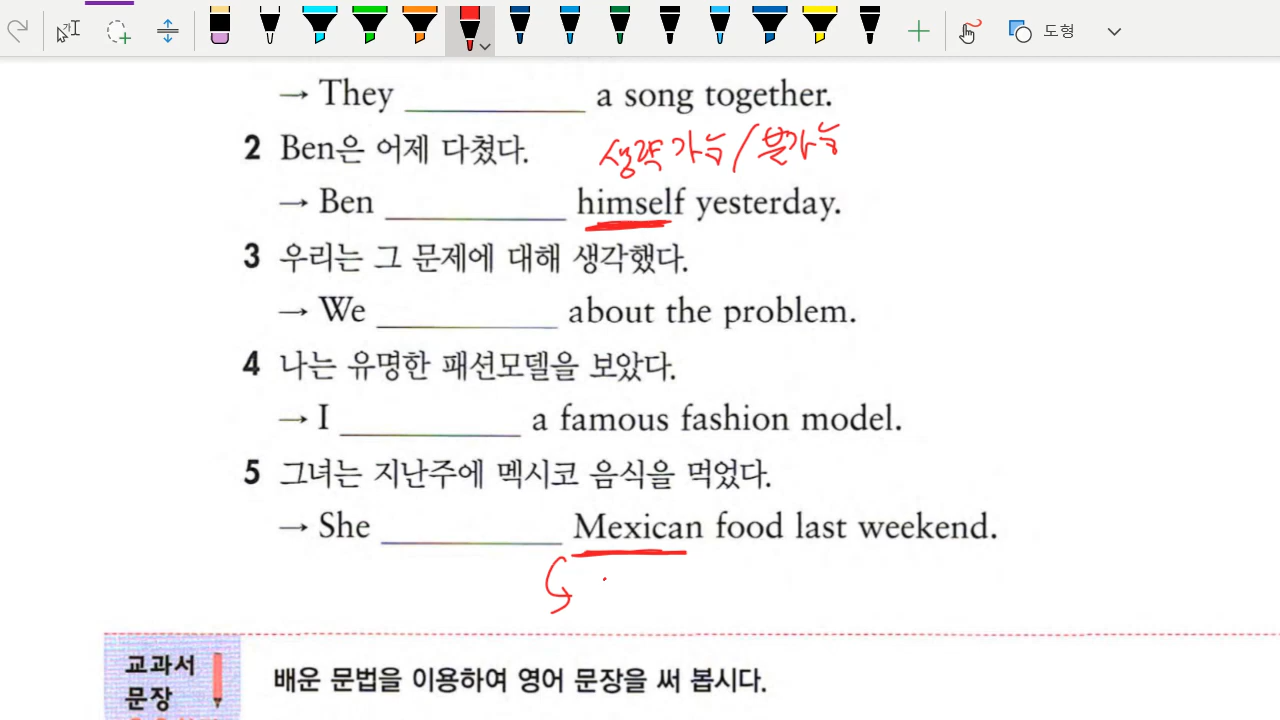 도형
→ They ____________ a song together.
2 Ben은 어제 다쳤다. 생략 가능 / 불가능
→ Ben ____________ himself yesterday.
3 우리는 그 문제에 대해 생각했다.
→ We ____________ about the problem.
4 나는 유명한 패션모델을 보았다.
→ I ____________ a famous fashion model.
5 그녀는 지난주에 멕시코 음식을 먹었다.
→ She ____________ Mexican food last weekend.
교과서
문장
배운 문법을 이용하여 영어 문장을 써 봅시다.